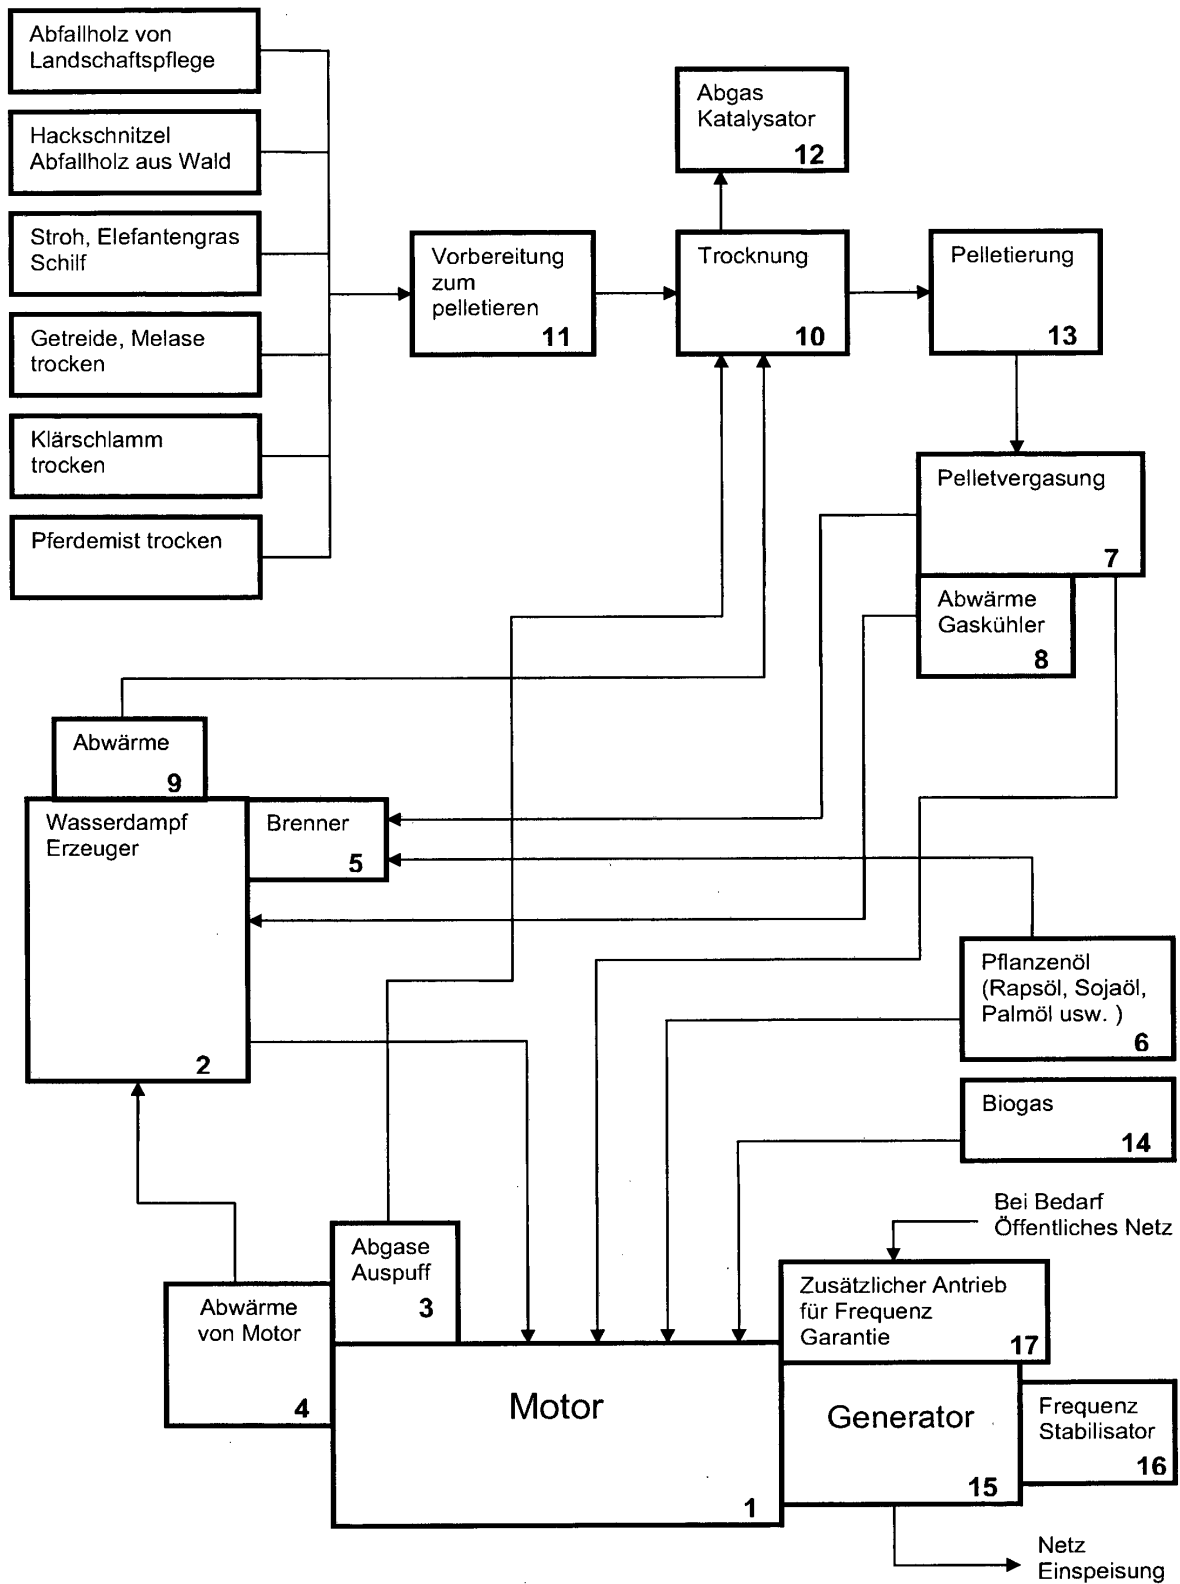 Abfallholz von
Landschaftspflege
Hackschnitzel
Abfallholz aus Wald
Stroh, Elefantengras
Schilf
Getreide, Melase
trocken
Klärschlamm
trocken
Pferdemist trocken
Vorbereitung
zum
pelletieren
11
Abgas
Katalysator
12
Trocknung
10
Pelletierung
13
Pelletvergasung
7
Abwärme
Gaskühler
8
Abwärme
9
Wasserdampf
Erzeuger
2
Brenner
5
Pflanzenöl
(Rapsöl, Sojaöl,
Palmöl usw. )
6
Biogas
14
Bei Bedarf
Öffentliches Netz
Abgase
Auspuff
3
Abwärme
von Motor
4
Zusätzlicher Antrieb
für Frequenz
Garantie
17
Motor
1
Generator
15
Frequenz
Stabilisator
16
Netz
Einspeisung